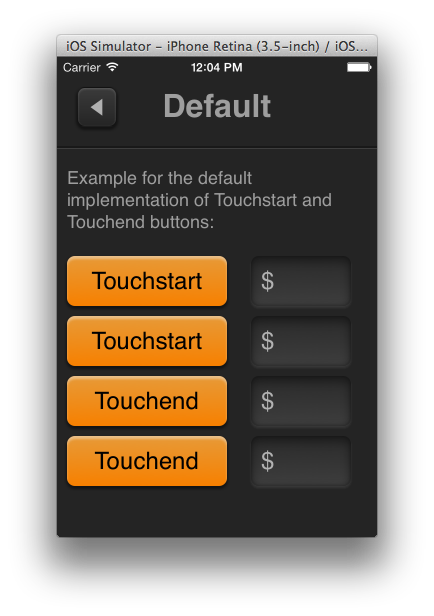 iOS Simulator – iPhone Retina (3.5-inch) / iOS...
Carrier 12:04 PM
Default
Example for the default
implementation of Touchstart and
Touchend buttons:
Touchstart $
Touchstart $
Touchend $
Touchend $